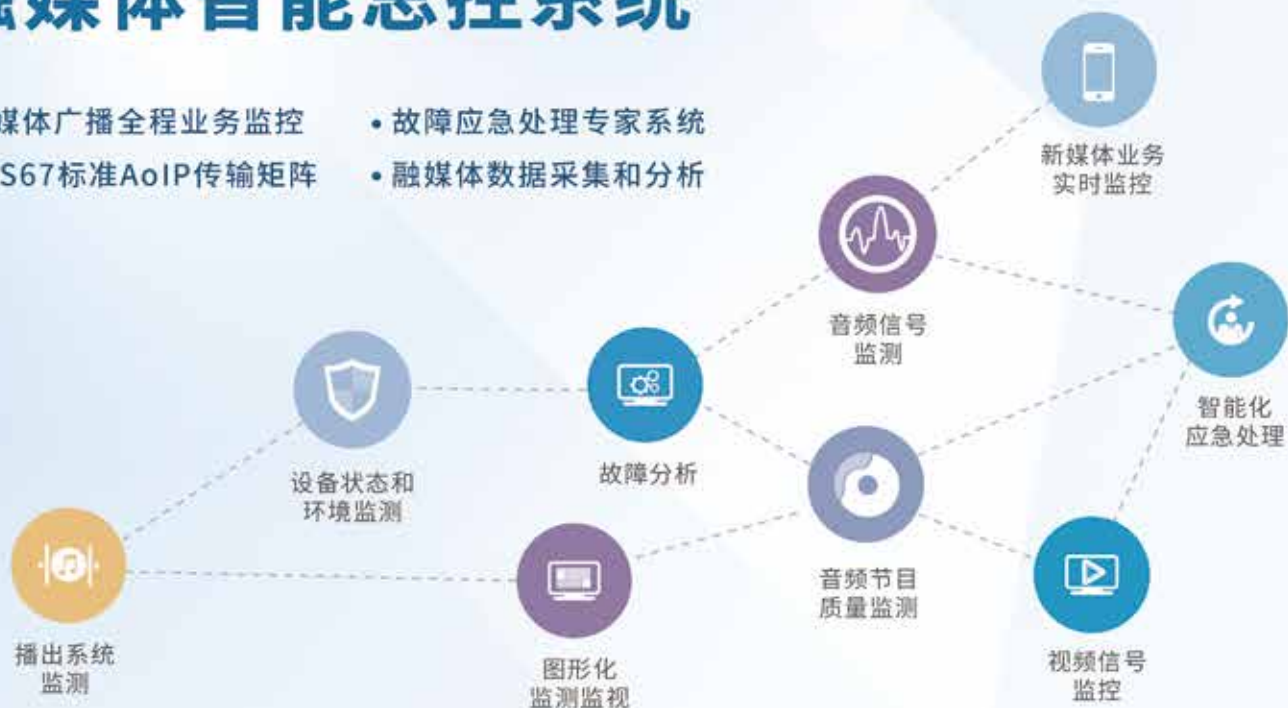 融媒体智能总控系统
媒体广播全程业务监控
• 故障应急处理专家系统
S67标准AoIP传输矩阵
• 融媒体数据采集和分析
新媒体业务
实时监控
音频信号
监测
智能化
应急处理
设备状态和
环境监测
故障分析
音频节目
质量监测
播出系统
监测
图形化
监测监视
视频信号
监控